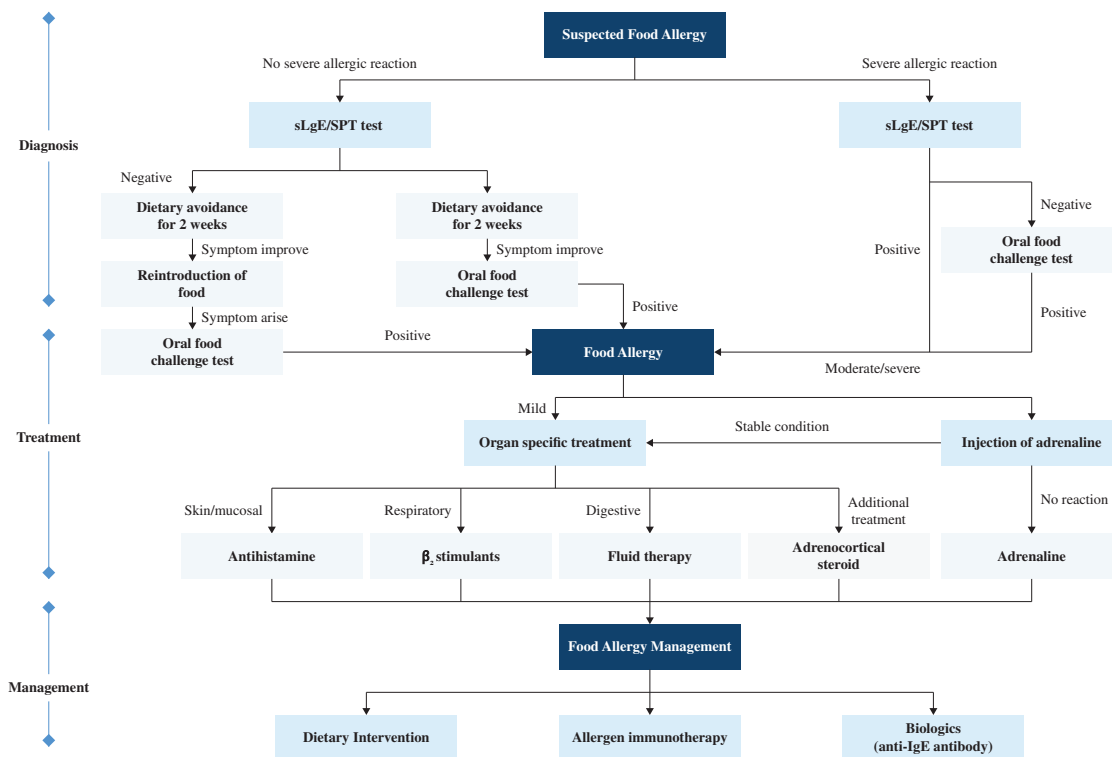 Suspected Food Allergy
No severe allergic reaction
Severe allergic reaction
sLgE/SPT test
sLgE/SPT test
Diagnosis
Negative
Dietary avoidance
for 2 weeks
Dietary avoidance
for 2 weeks
Negative
Symptom improve
Symptom improve
Positive
Oral food
challenge test
Reintroduction of
food
Oral food
challenge test
Symptom arise
Positive
Positive
Oral food
challenge test
Positive
Food Allergy
Moderate/severe
Treatment
Mild
Organ specific treatment
Stable condition
Injection of adrenaline
Skin/mucosal
Respiratory
Digestive
Additional
treatment
No reaction
Antihistamine
β₂ stimulants
Fluid therapy
Adrenocortical
steroid
Adrenaline
Management
Food Allergy Management
Dietary Intervention
Allergen immunotherapy
Biologics
(anti-IgE antibody)